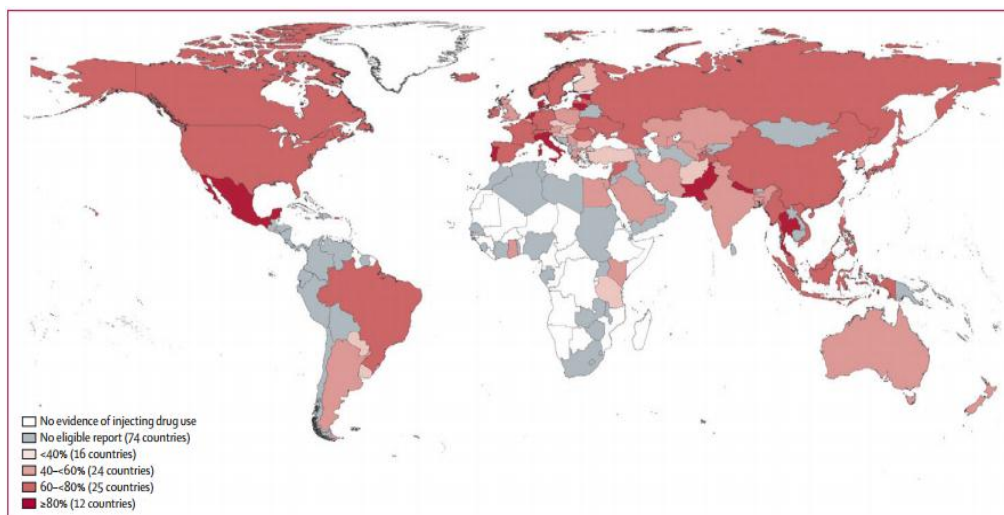 No evidence of injecting drug use
No eligible report (74 countries)
<40% (16 countries)
40–<60% (24 countries)
60–<80% (25 countries)
≥80% (12 countries)